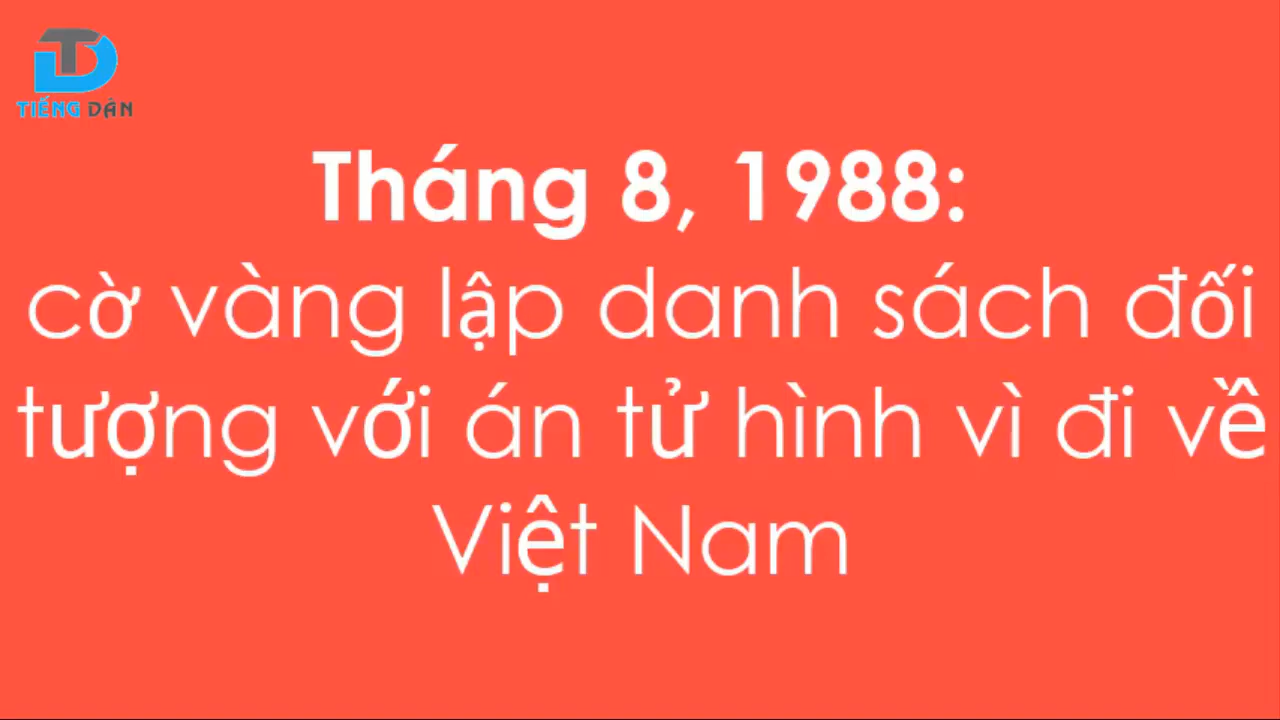 TIẾNG DÂN
Tháng 8, 1988:
cờ vàng lập danh sách đối
tượng với án tử hình vì đi về
Việt Nam